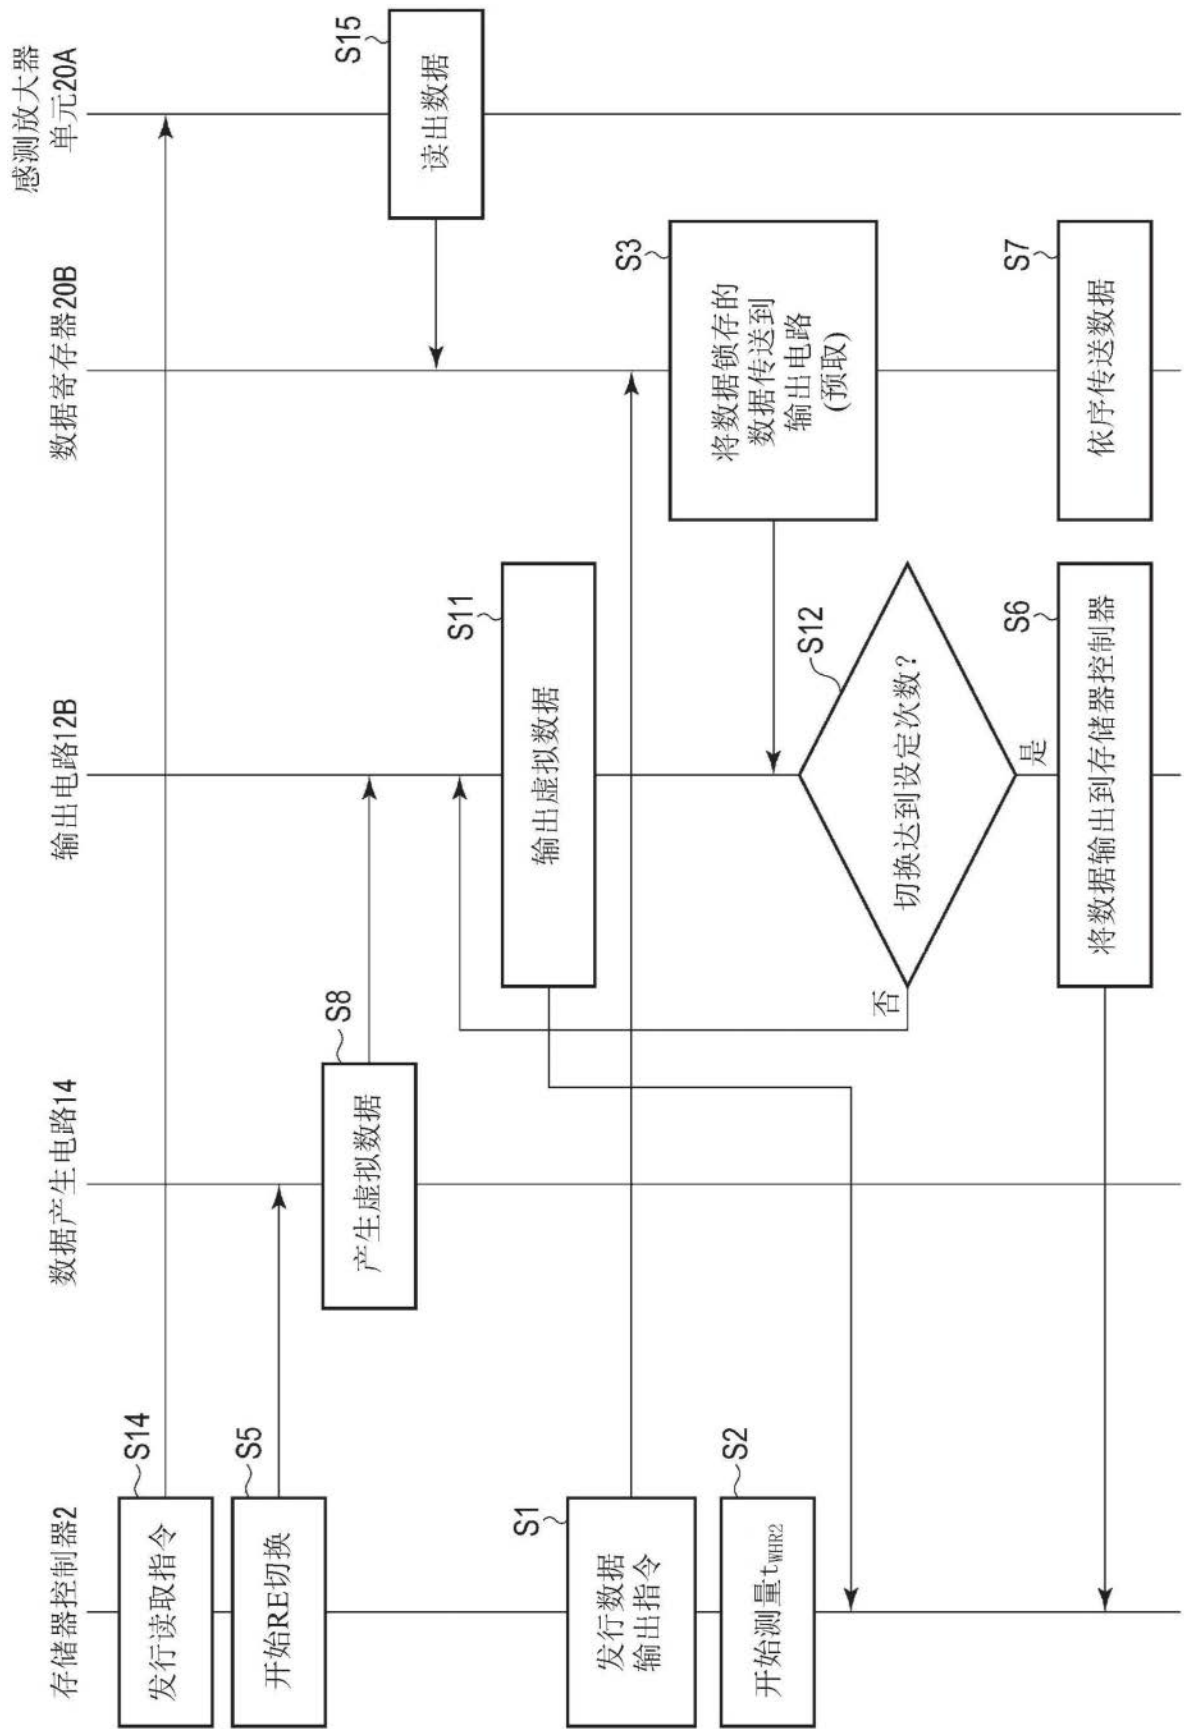 存储器控制器2
数据产生电路14
输出电路12B
数据寄存器20B
感测放大器
单元20A
S14
发行读取指令
S5
开始RE切换
S8
产生虚拟数据
S15
读出数据
S11
输出虚拟数据
S1
发行数据
输出指令
S3
将数据锁存的
数据传送到
输出电路
(预取)
S2
开始测量tWHR2
S12
切换达到设定次数？
否
是
S6
将数据输出到存储器控制器
S7
依序传送数据